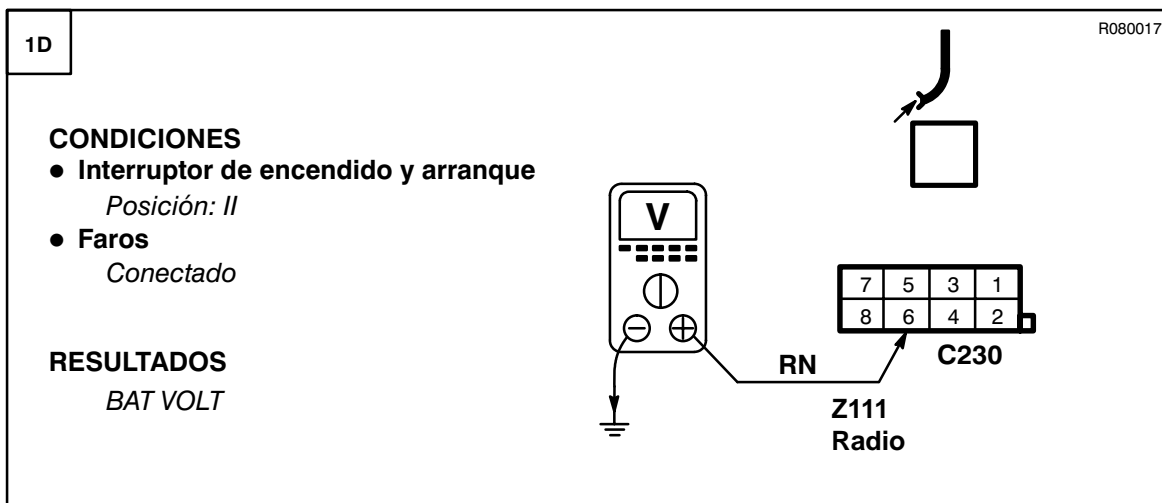 1D
R080017
CONDICIONES
● Interruptor de encendido y arranque
Posición: II
● Faros
Conectado
RESULTADOS
BAT VOLT
V
7 5 3 1
8 6 4 2
C230
RN
Z111
Radio